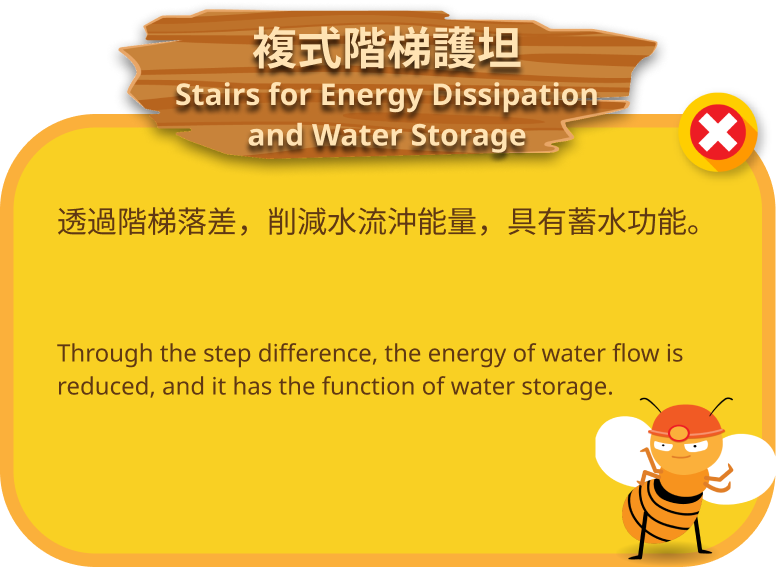 複式階梯護坦
Stairs for Energy Dissipation
and Water Storage
透過階梯落差，削減水流沖能量，具有蓄水功能。
Through the step difference, the energy of water flow is
reduced, and it has the function of water storage.